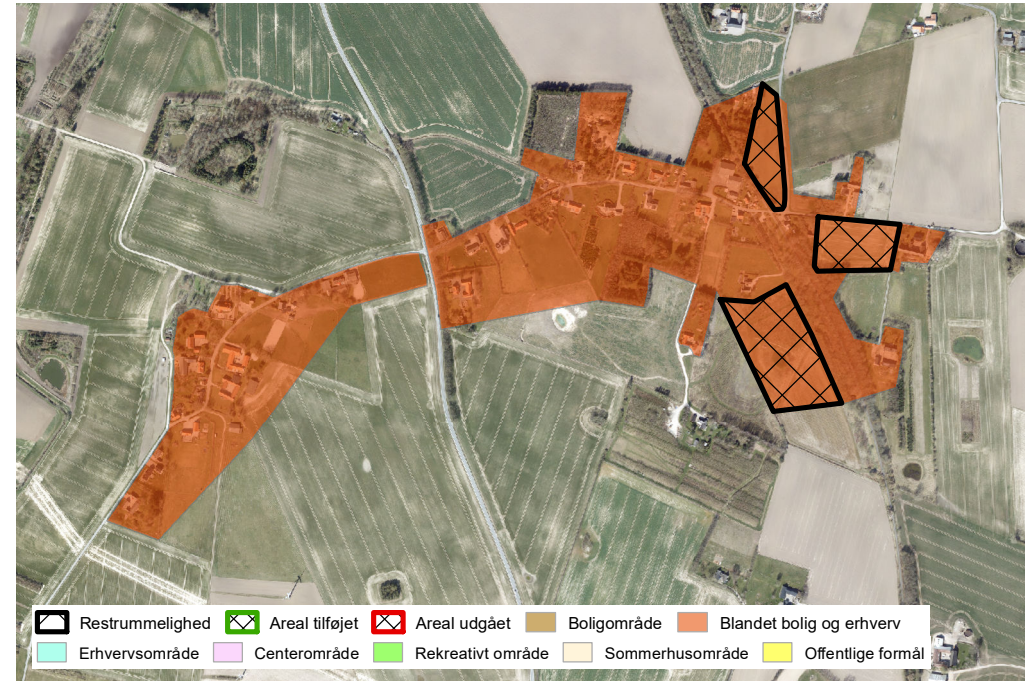 Restrummelighed Areal tilføjet Areal udgået Boligområde Blandet bolig og erhverv
Erhvervsområde Centerområde Rekreativt område Sommerhusområde Offentlige formål